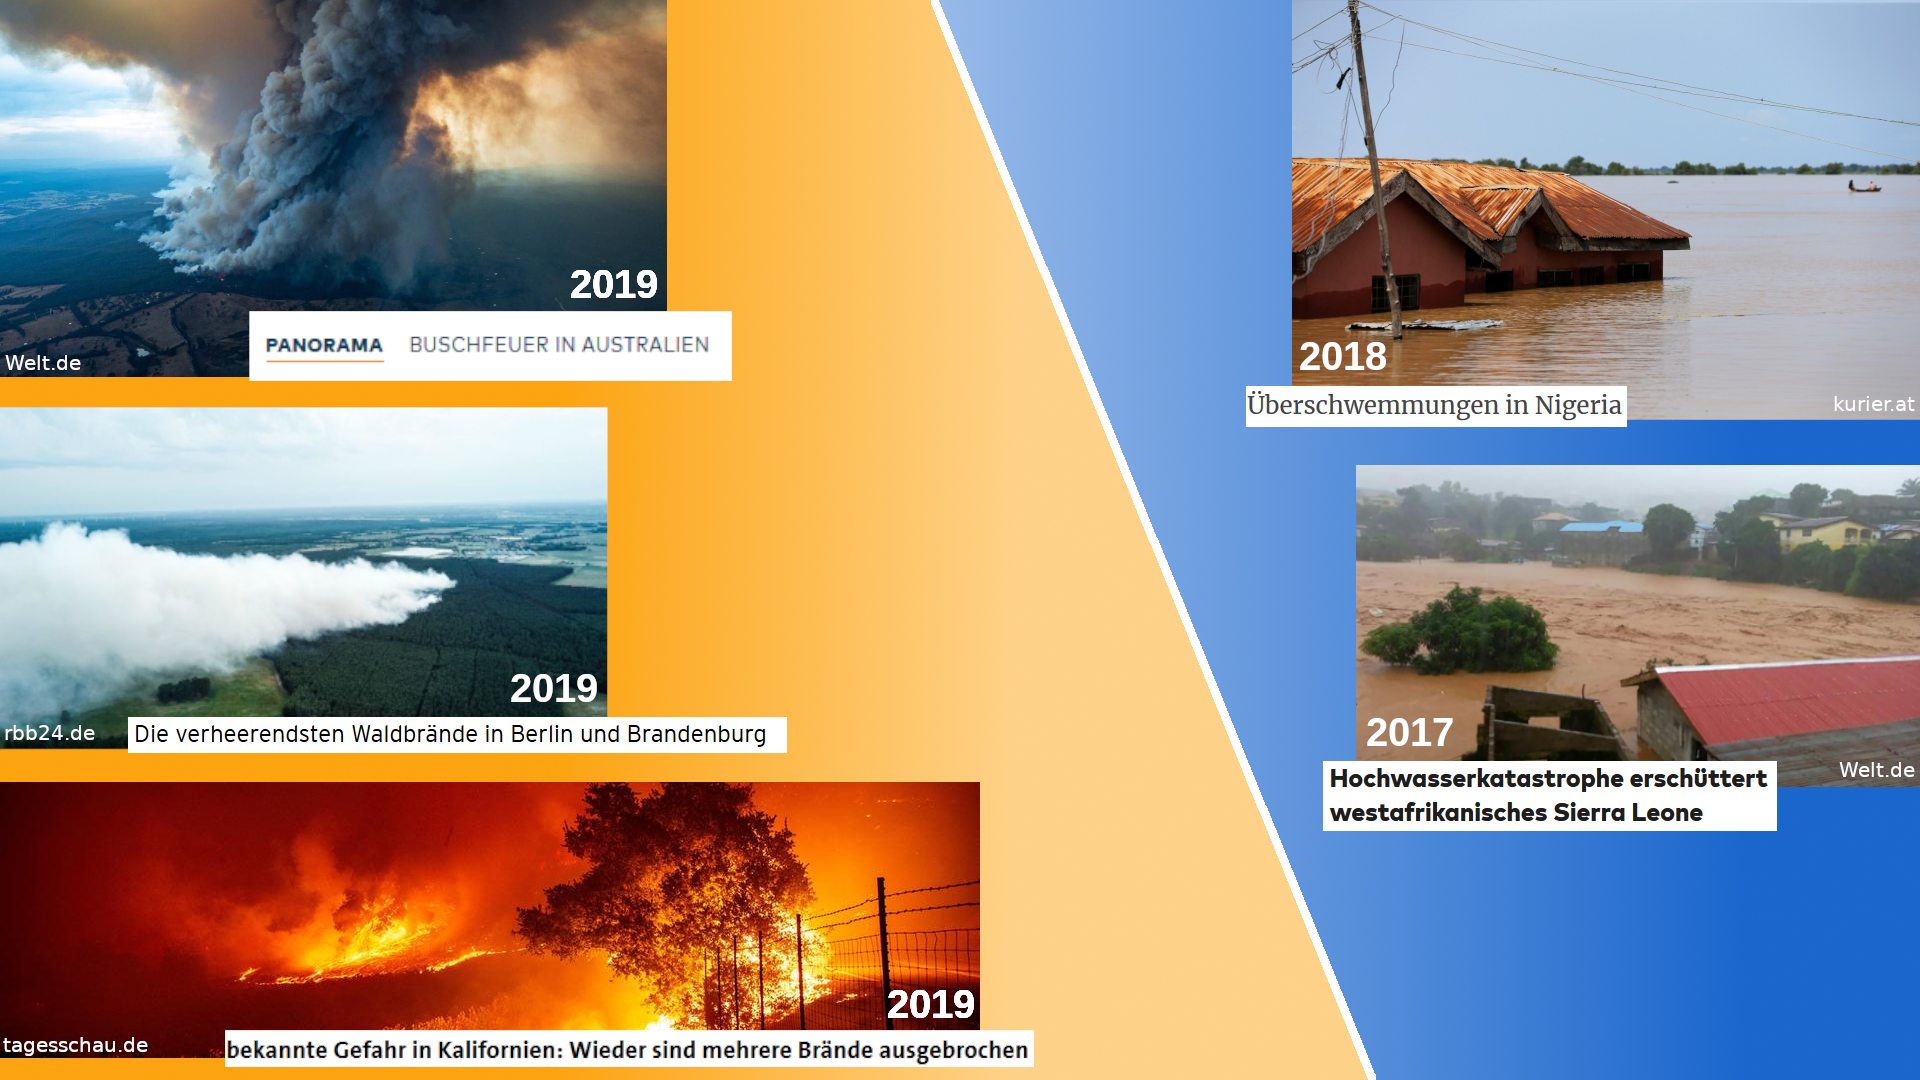 2019
Welt.de
PANORAMA BUSCHFEUER IN AUSTRALIEN
2019
rbb24.de
Die verheerendsten Waldbrände in Berlin und Brandenburg
2019
tagesschau.de
bekannte Gefahr in Kalifornien: Wieder sind mehrere Brände ausgebrochen
2018
kurier.at
Überschwemmungen in Nigeria
2017
Welt.de
Hochwasserkatastrophe erschüttert
westafrikanisches Sierra Leone